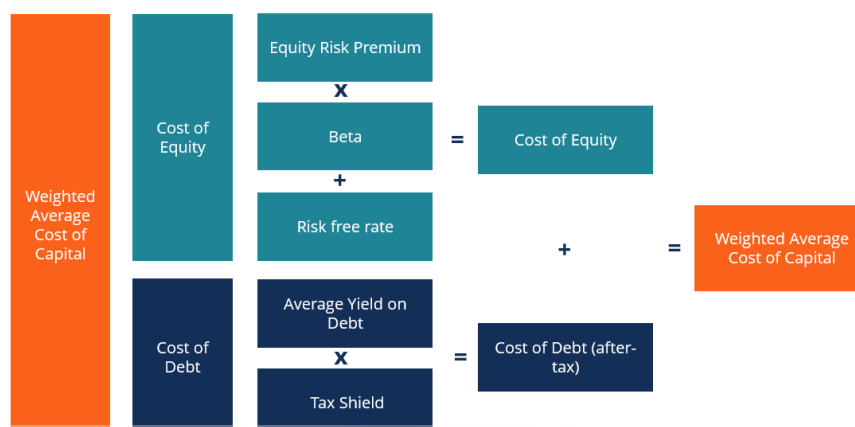 Weighted
Average
Cost of
Capital
Cost of
Equity
Equity Risk Premium
x
Beta
+
Risk free rate
=
Cost of Equity
Cost of
Debt
Average Yield on
Debt
x
Tax Shield
=
Cost of Debt (after-
tax)
+
=
Weighted Average
Cost of Capital